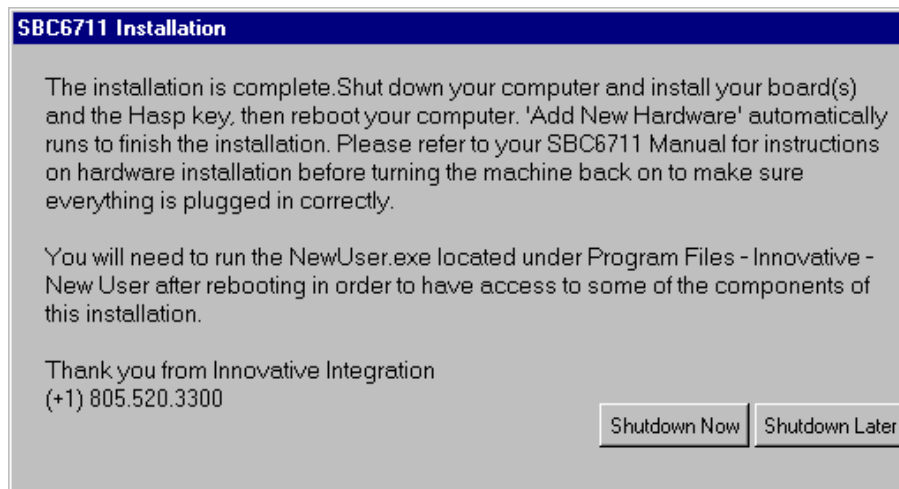 SBC6711 Installation
The installation is complete.Shut down your computer and install your board(s)
and the Hasp key, then reboot your computer. 'Add New Hardware' automatically
runs to finish the installation. Please refer to your SBC6711 Manual for instructions
on hardware installation before turning the machine back on to make sure
everything is plugged in correctly.
You will need to run the NewUser.exe located under Program Files - Innovative -
New User after rebooting in order to have access to some of the components of
this installation.
Thank you from Innovative Integration
(+1) 805.520.3300
Shutdown Now Shutdown Later